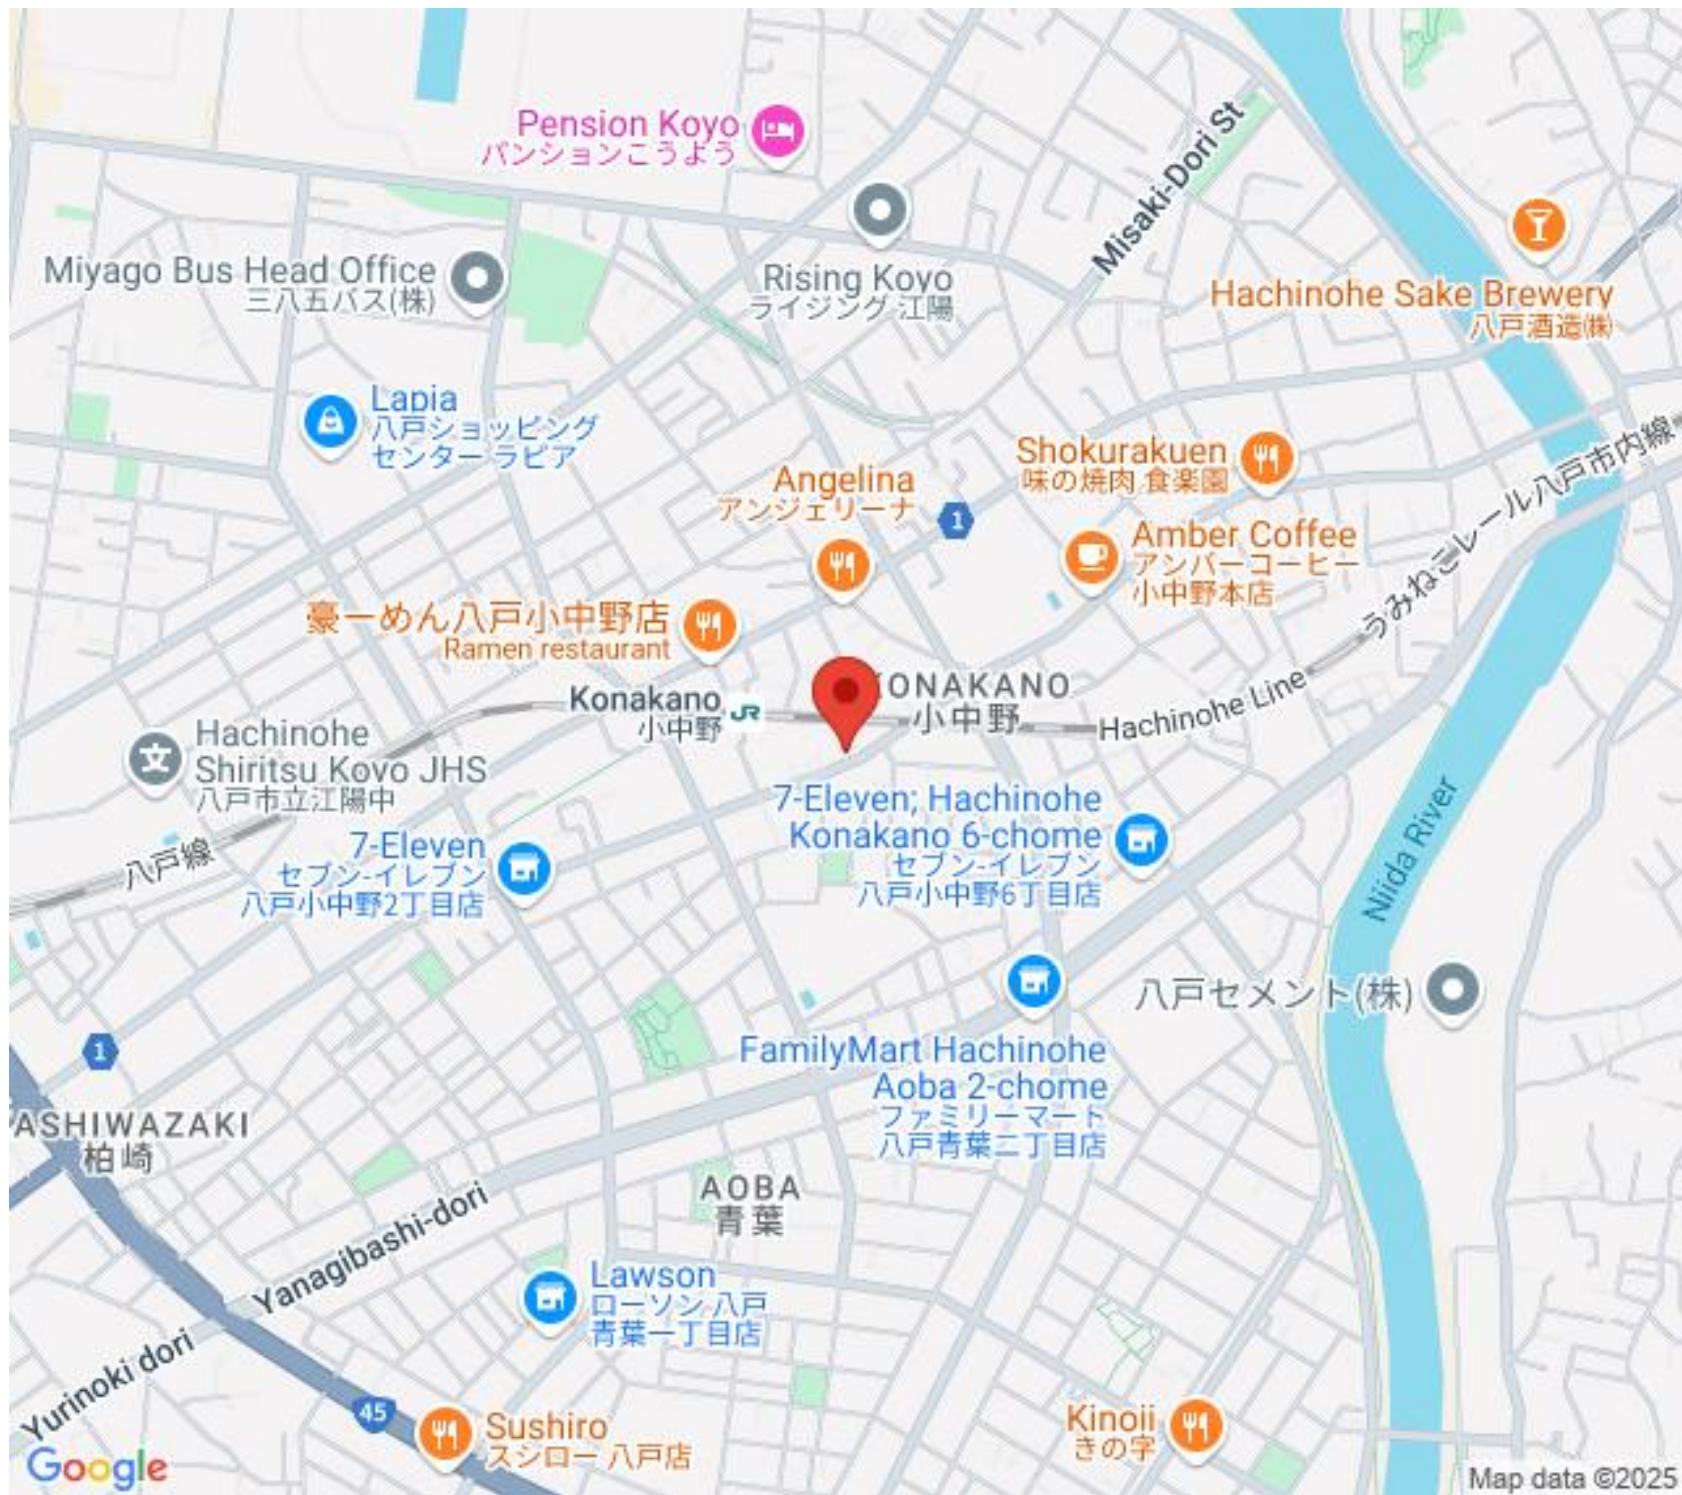 Pension Koyo
パンションこうよう
Misaki-Dori St
Miyago Bus Head Office
三八五バス(株)
Rising Koyo
ライジング 江陽
Hachinohe Sake Brewery
八戸酒造㈱
Lapia
八戸ショッピング
センター ラピア
Shokurakuen
味の焼肉 食楽園
Angelina
アンジェリーナ
1
Amber Coffee
アンバーコーヒー
小中野本店
うみねこレール八戸市内線
豪ーめん八戸小中野店
Ramen restaurant
Konakano
小中野
JR
ONAKANO
小中野
Hachinohe Line
Hachinohe
Shiritsu Koyo JHS
八戸市立江陽中
八戸線
7-Eleven
セブン-イレブン
八戸小中野2丁目店
7-Eleven; Hachinohe
Konakano 6-chome
セブン-イレブン
八戸小中野6丁目店
Niida River
八戸セメント(株)
FamilyMart Hachinohe
Aoba 2-chome
ファミリーマート
八戸青葉二丁目店
1
ASHIWAZAKI
柏崎
AOBA
青葉
Yanagibashi-dori
Lawson
ローソン 八戸
青葉一丁目店
Yurinoki dori
45
Sushiro
スシロー 八戸店
Kinoji
きの字
Google
Map data ©2025